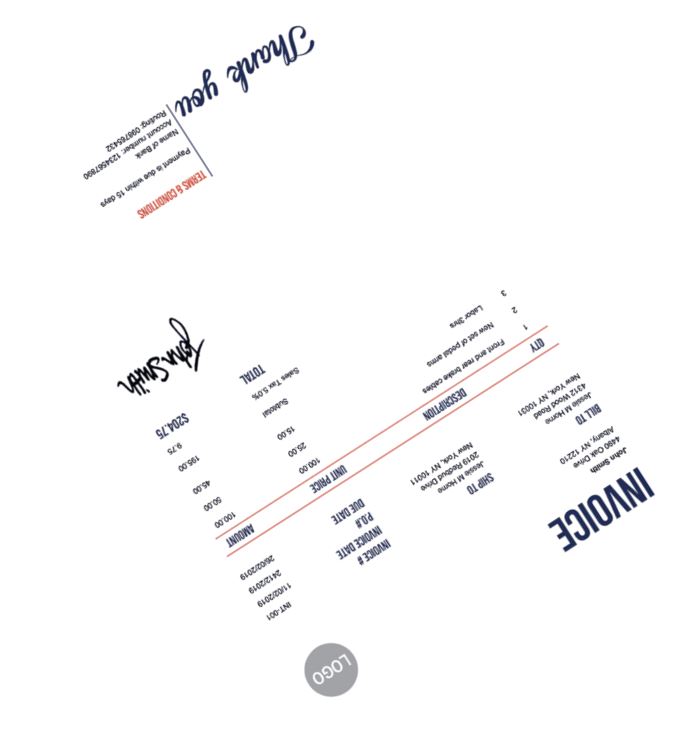 LOGO
INVOICE
John Smith
4490 Oak Drive
Albany, NY 12210
BILL TO
Jessie M Horne
4312 Wood Road
New York, NY 10031
SHIP TO
Jessie M Horne
2019 Redbud Drive
New York, NY 10011
INVOICE # INT-001
INVOICE DATE 11/02/2019
P.O.# 2412/2019
DUE DATE 26/02/2019
QTY DESCRIPTION UNIT PRICE AMOUNT
1 Front and rear brake cables 100.00 100.00
2 New set of pedal arms 25.00 50.00
3 Labor 3hrs 15.00 45.00
Subtotal 195.00
Sales Tax 5.0% 9.75
TOTAL $204.75
John Smith
Thank you
TERMS & CONDITIONS
Payment is due within 15 days
Name of Bank
Account number: 1234567890
Routing: 098765432